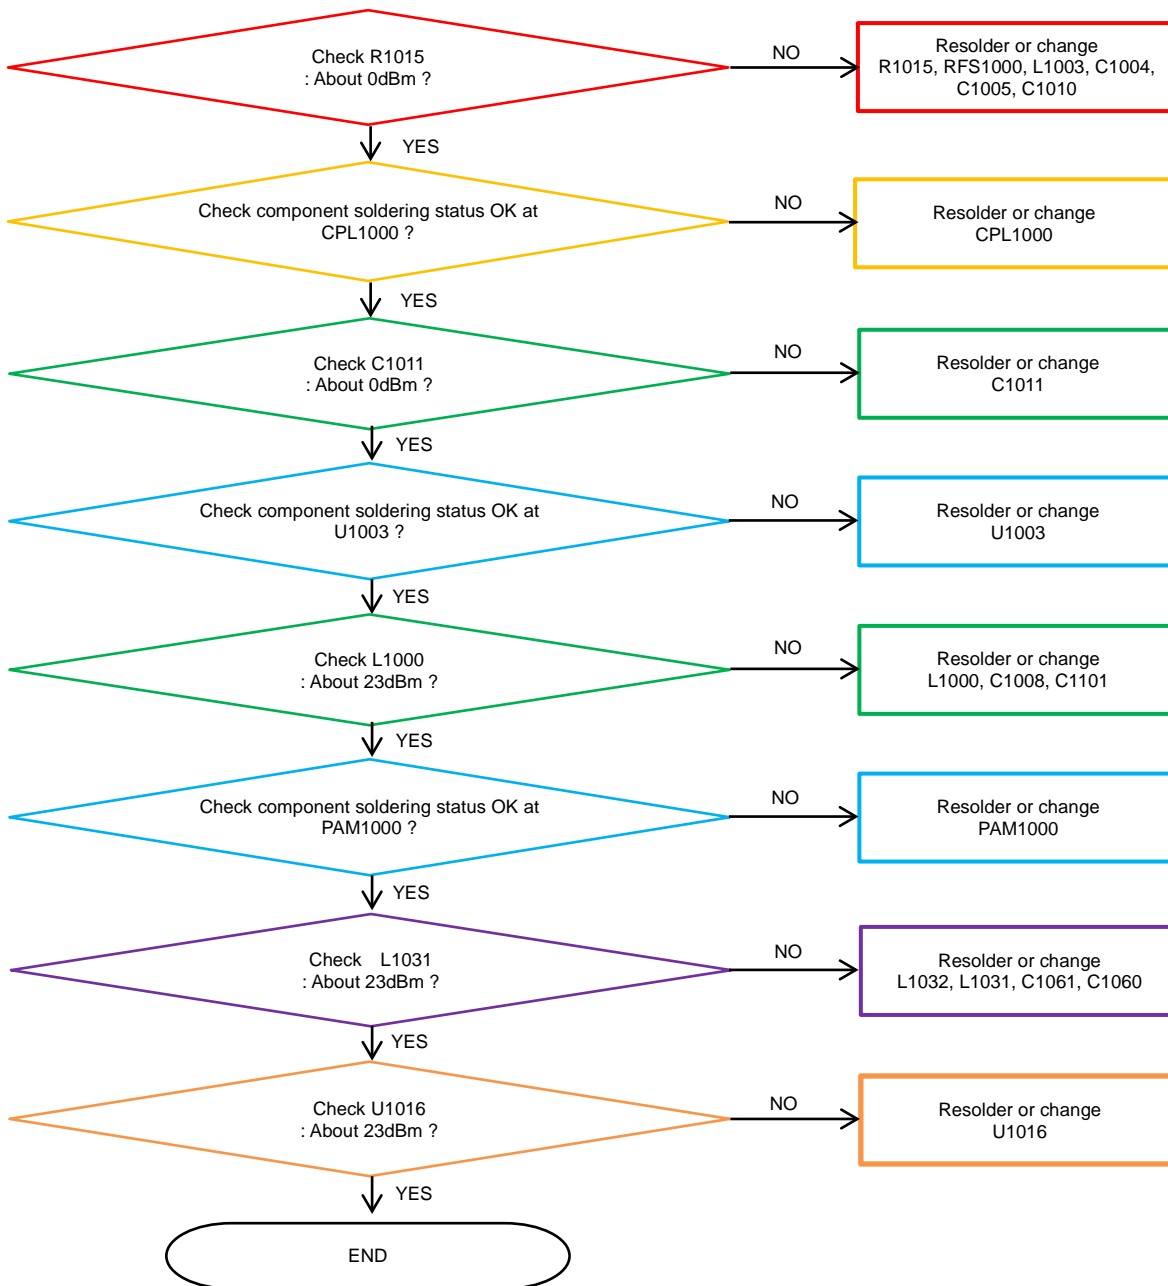 Check R1015
: About 0dBm ?
NO
Resolder or change
R1015, RFS1000, L1003, C1004,
C1005, C1010
YES
Check component soldering status OK at
CPL1000 ?
NO
Resolder or change
CPL1000
YES
Check C1011
: About 0dBm ?
NO
Resolder or change
C1011
YES
Check component soldering status OK at
U1003 ?
NO
Resolder or change
U1003
YES
Check L1000
: About 23dBm ?
NO
Resolder or change
L1000, C1008, C1101
YES
Check component soldering status OK at
PAM1000 ?
NO
Resolder or change
PAM1000
YES
Check L1031
: About 23dBm ?
NO
Resolder or change
L1032, L1031, C1061, C1060
YES
Check U1016
: About 23dBm ?
NO
Resolder or change
U1016
YES
END